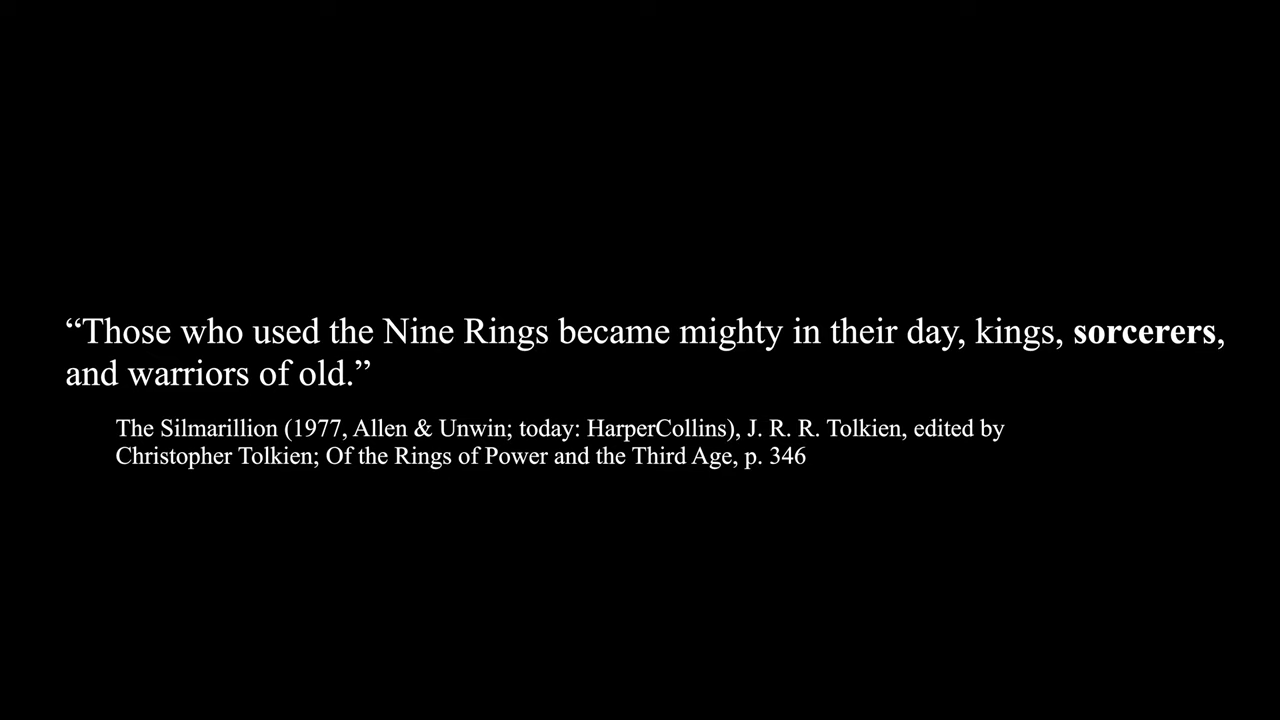 “Those who used the Nine Rings became mighty in their day, kings, sorcerers,
and warriors of old.”
The Silmarillion (1977, Allen & Unwin; today: HarperCollins), J. R. R. Tolkien, edited by
Christopher Tolkien; Of the Rings of Power and the Third Age, p. 346